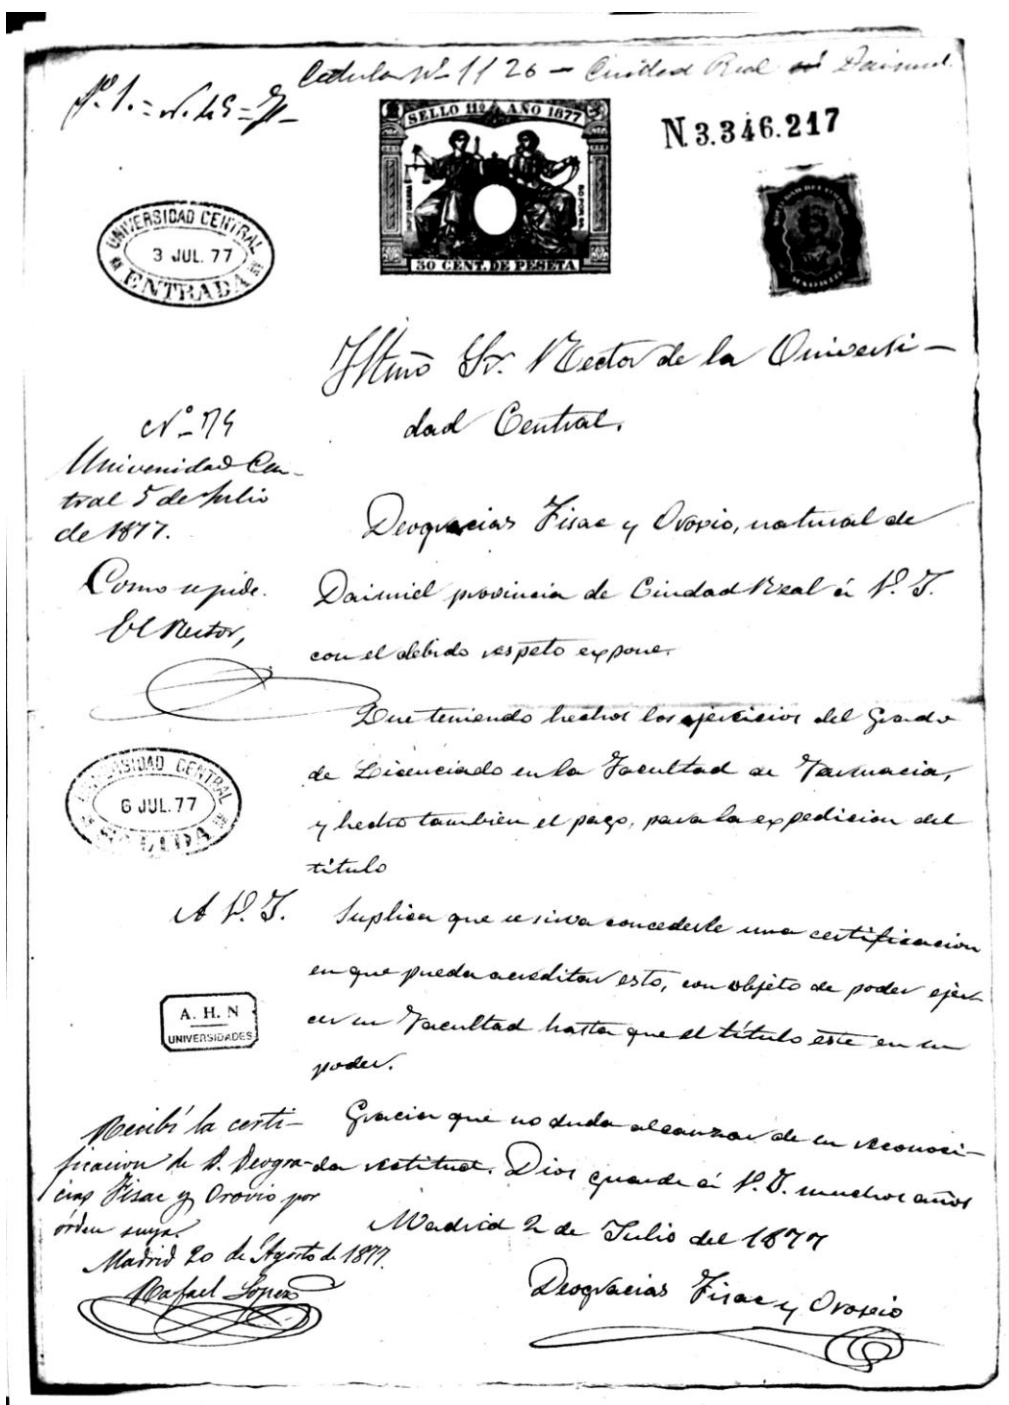 Cedula Nº 1126 — Ciudad Real Daimiel.
SELLO 11º AÑO 1877
N. 3.346.217
50 CENT. DE PESETA
UNIVERSIDAD CENTRAL
3 JUL. 77
ENTRADA
Yltmo Sr. Rector de la Universi-
dad Central.
Nº 74
Universidad Cen-
tral 5 de Julio
de 1877.
Como se pide.
El Rector,
Deogracias Fisac y Orovio, natural de
Daimiel provincia de Ciudad Real á V. I.
con el debido respeto expone.
Que teniendo hechos los ejercicios del Grado
de Licenciado en la Facultad de Farmacia,
y hecho tambien el pago, para la expedicion del
título
UNIVERSIDAD CENTRAL
6 JUL. 77
SALIDA
A V. I. Suplica que se sirva concederle una certificacion
en que pueda acreditar esto, con objeto de poder ejer-
cer su Facultad hasta que el título esté en su
poder.
A. H. N
UNIVERSIDADES
Gracia que no duda alcanzar de su reconoci-
da rectitud. Dios guarde á V. I. muchos años
Madrid 2 de Julio del 1877
Deogracias Fisac y Orovio
Recibí la certi-
ficacion de D. Deogra-
cias Fisac y Orovio por
órden suya.
Madrid 20 de Agosto de 1877.
Rafael Lopez